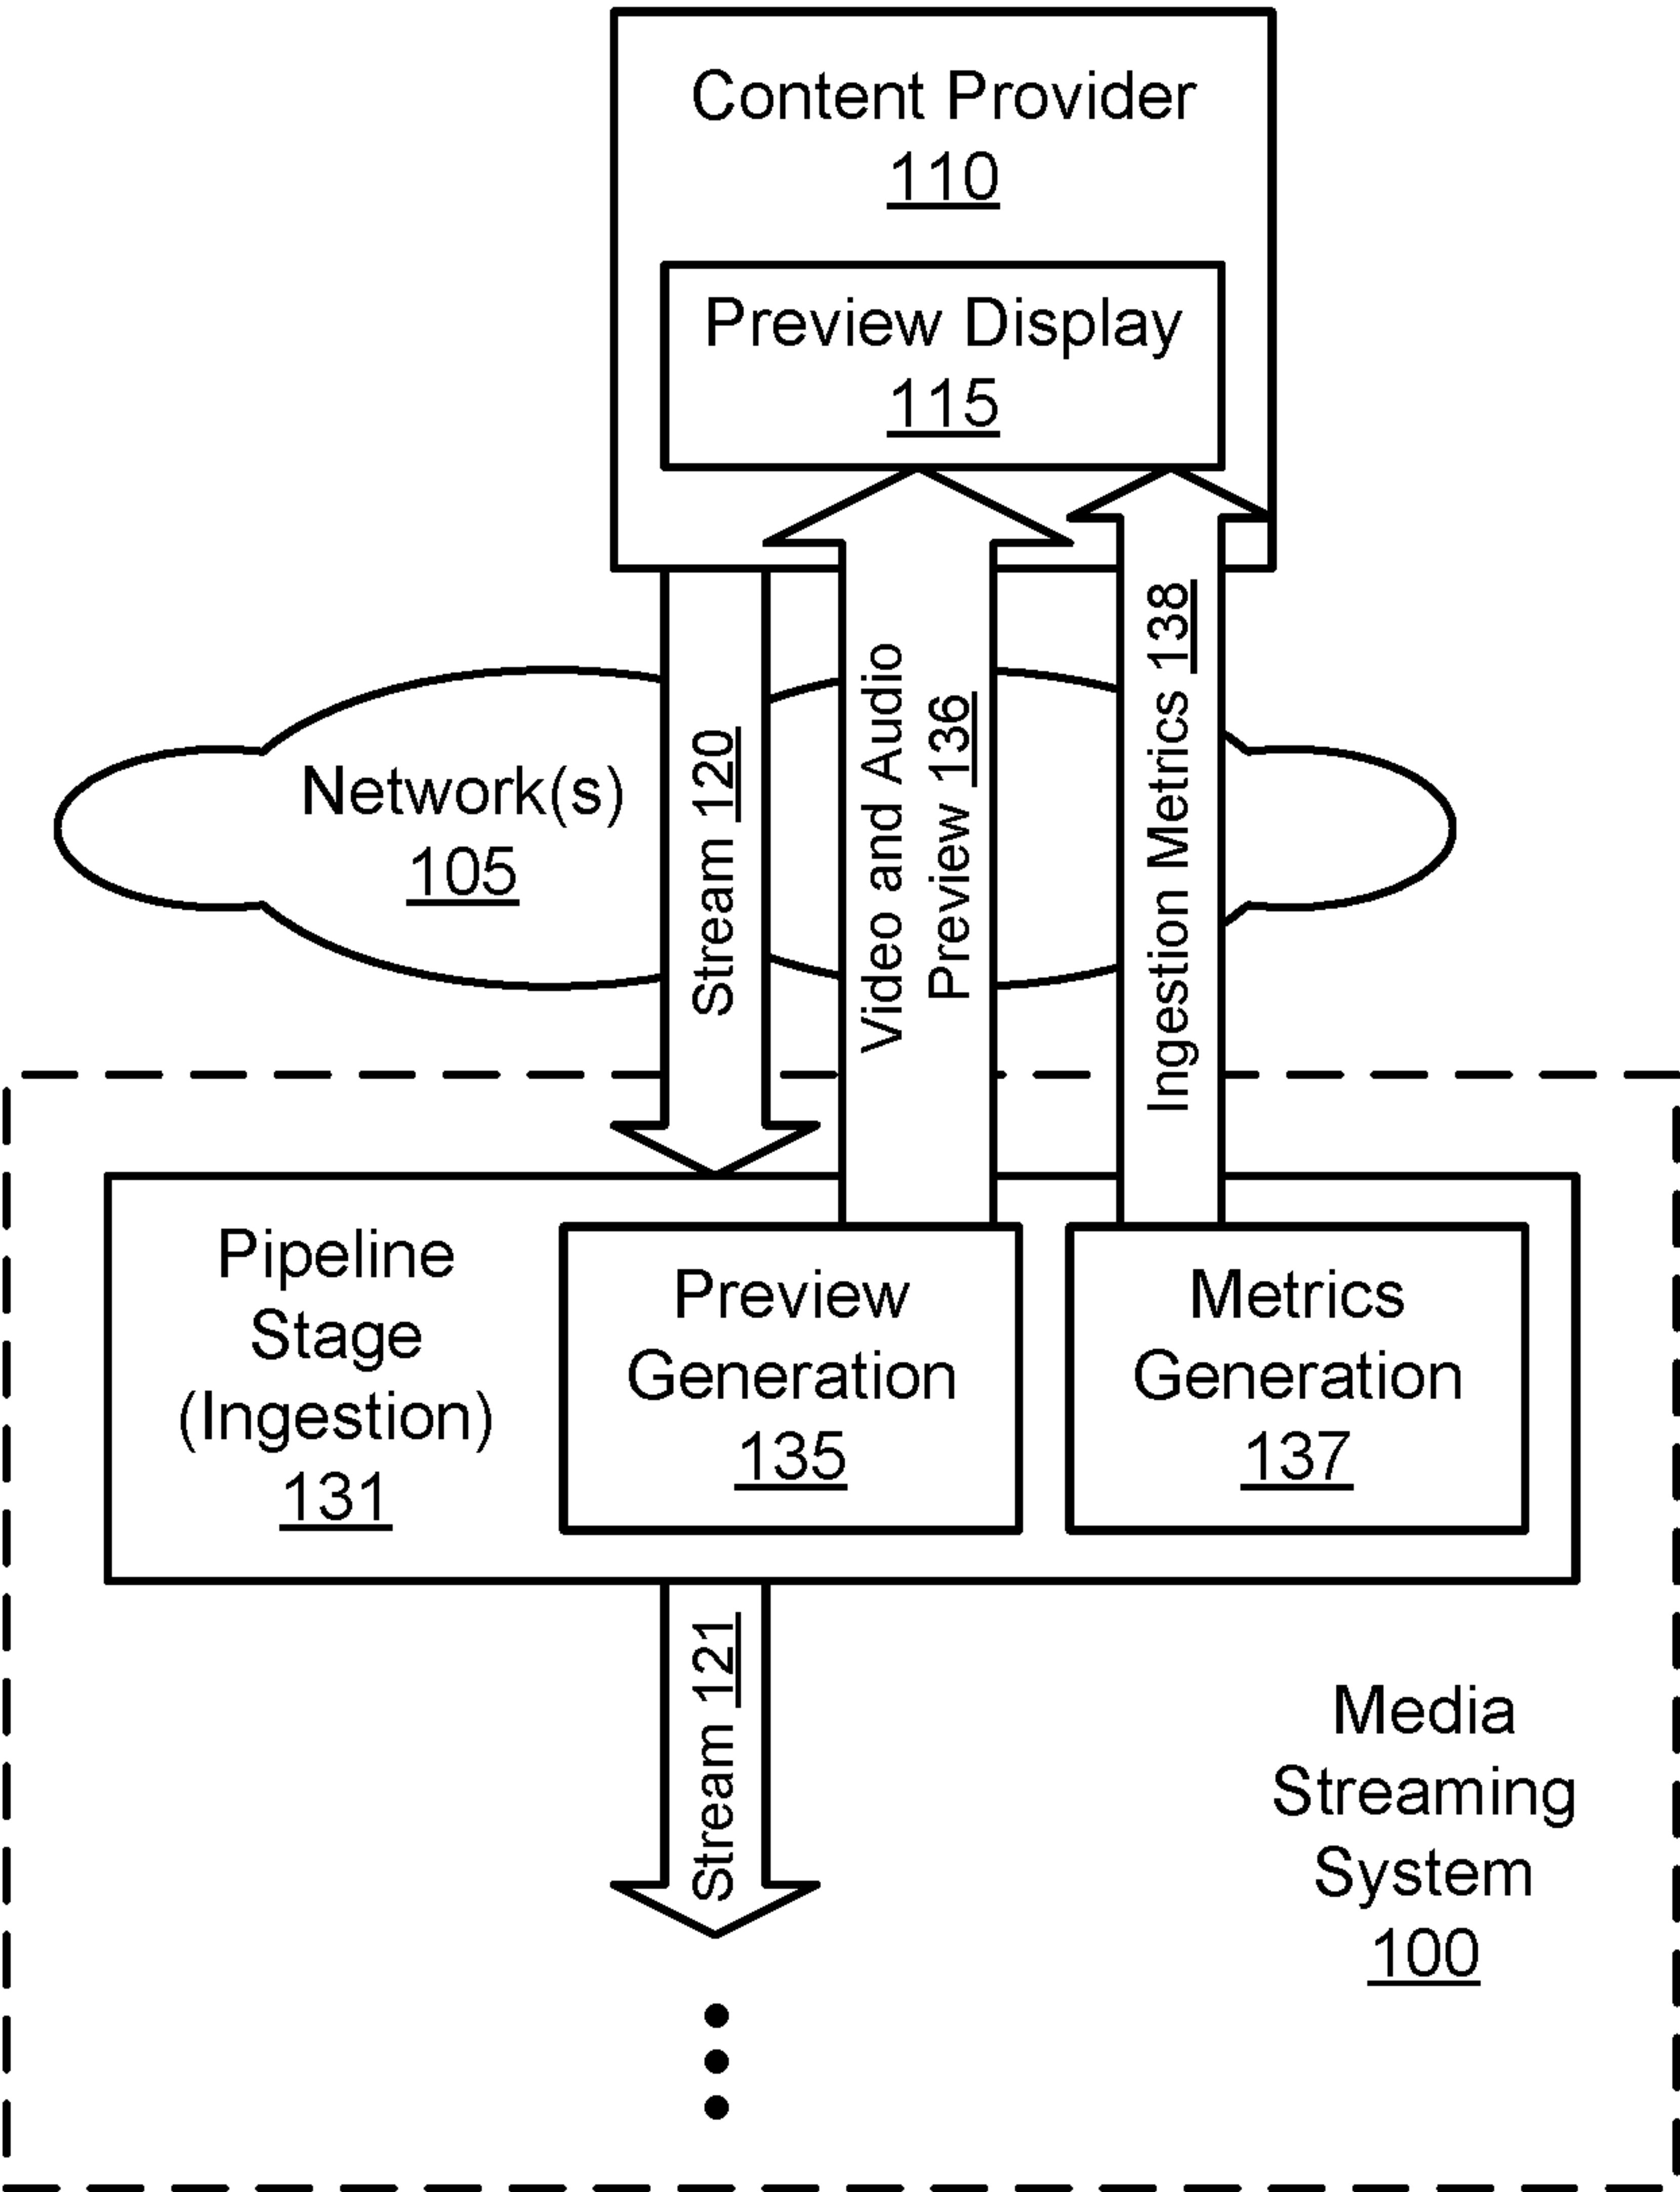 Content Provider
110
Preview Display
115
Network(s)
105
Stream 120
Video and Audio
Preview 136
Ingestion Metrics 138
Pipeline
Stage
(Ingestion)
131
Preview
Generation
135
Metrics
Generation
137
Stream 121
Media
Streaming
System
100